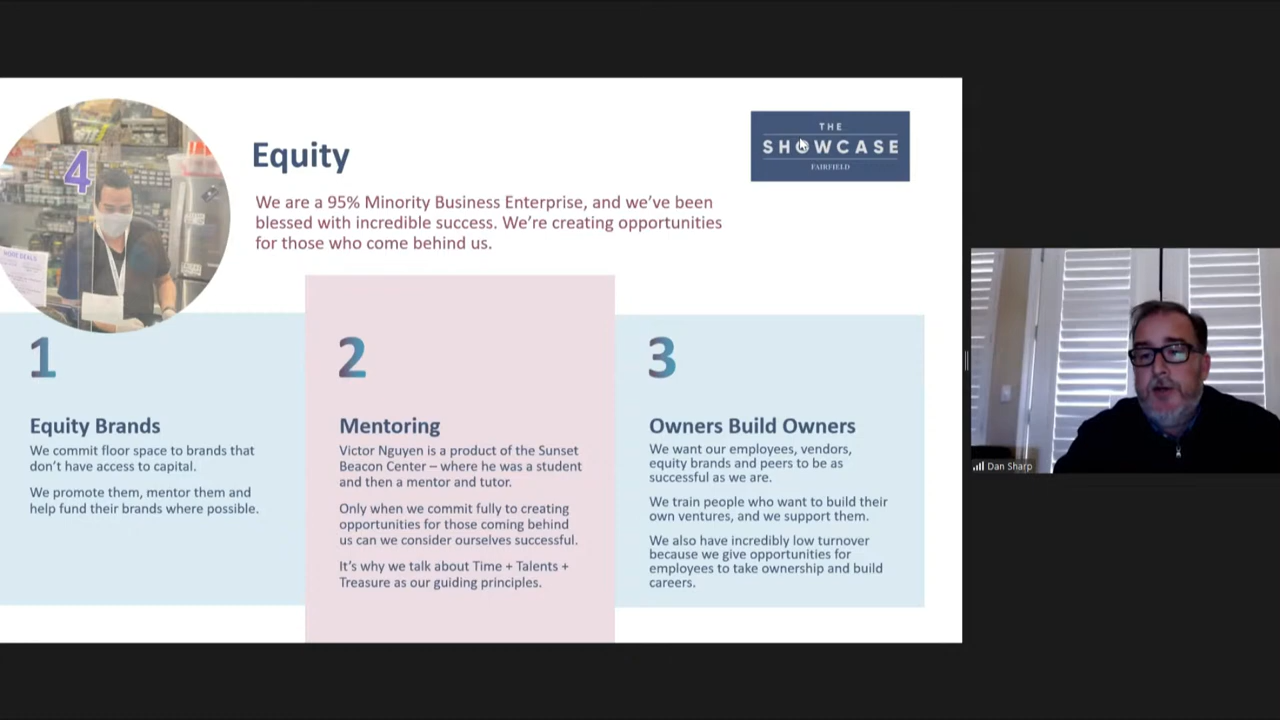 4
Equity
We are a 95% Minority Business Enterprise, and we've been
blessed with incredible success. We're creating opportunities
for those who come behind us.
THE
SHOWCASE
FAIRFIELD
1
Equity Brands
We commit floor space to brands that
don't have access to capital.
We promote them, mentor them and
help fund their brands where possible.
2
Mentoring
Victor Nguyen is a product of the Sunset
Beacon Center – where he was a student
and then a mentor and tutor.
Only when we commit fully to creating
opportunities for those coming behind
us can we consider ourselves successful.
It's why we talk about Time + Talents +
Treasure as our guiding principles.
3
Owners Build Owners
We want our employees, vendors,
equity brands and peers to be as
successful as we are.
We train people who want to build their
own ventures, and we support them.
We also have incredibly low turnover
because we give opportunities for
employees to take ownership and build
careers.
Dan Sharp